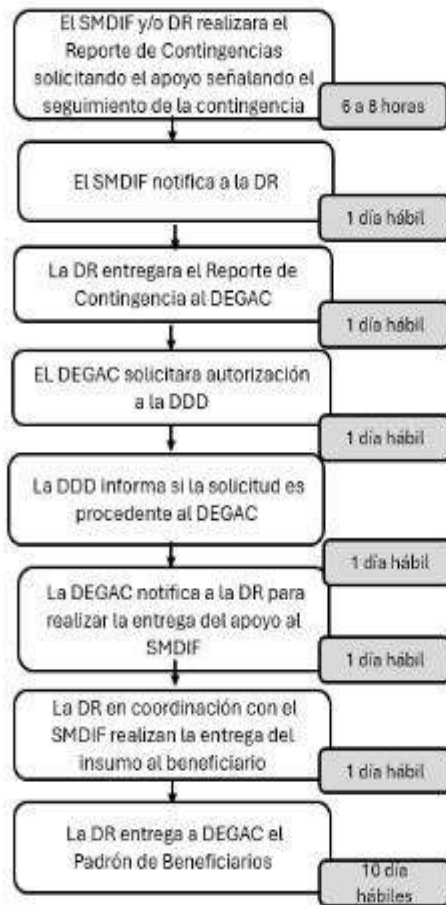 El SMDIF y/o DR realizara el
Reporte de Contingencias
solicitando el apoyo señalando el
seguimiento de la contingencia
6 a 8 horas
El SMDIF notifica a la DR
1 día hábil
La DR entregara el Reporte de
Contingencia al DEGAC
1 día hábil
EL DEGAC solicitara autorización
a la DDD
1 día hábil
La DDD informa si la solicitud es
procedente al DEGAC
1 día hábil
La DEGAC notifica a la DR para
realizar la entrega del apoyo al
SMDIF
1 día hábil
La DR en coordinación con el
SMDIF realizan la entrega del
insumo al beneficiario
1 día hábil
La DR entrega a DEGAC el
Padrón de Beneficiarios
10 día
hábiles